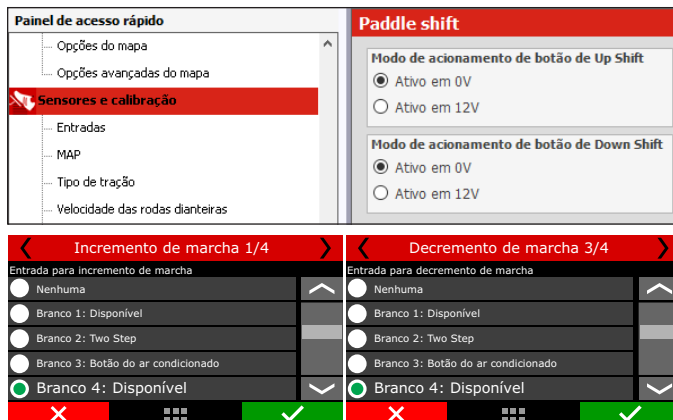 Painel de acesso rápido
Opções do mapa
Opções avançadas do mapa
Sensores e calibração
Entradas
MAP
Tipo de tração
Velocidade das rodas dianteiras
Paddle shift
Modo de acionamento de botão de Up Shift
Ativo em 0V
Ativo em 12V
Modo de acionamento de botão de Down Shift
Ativo em 0V
Ativo em 12V
Incremento de marcha 1/4
Entrada para incremento de marcha
Nenhuma
Branco 1: Disponível
Branco 2: Two Step
Branco 3: Botão do ar condicionado
Branco 4: Disponível
Decremento de marcha 3/4
Entrada para decremento de marcha
Nenhuma
Branco 1: Disponível
Branco 2: Two Step
Branco 3: Botão do ar condicionado
Branco 4: Disponível